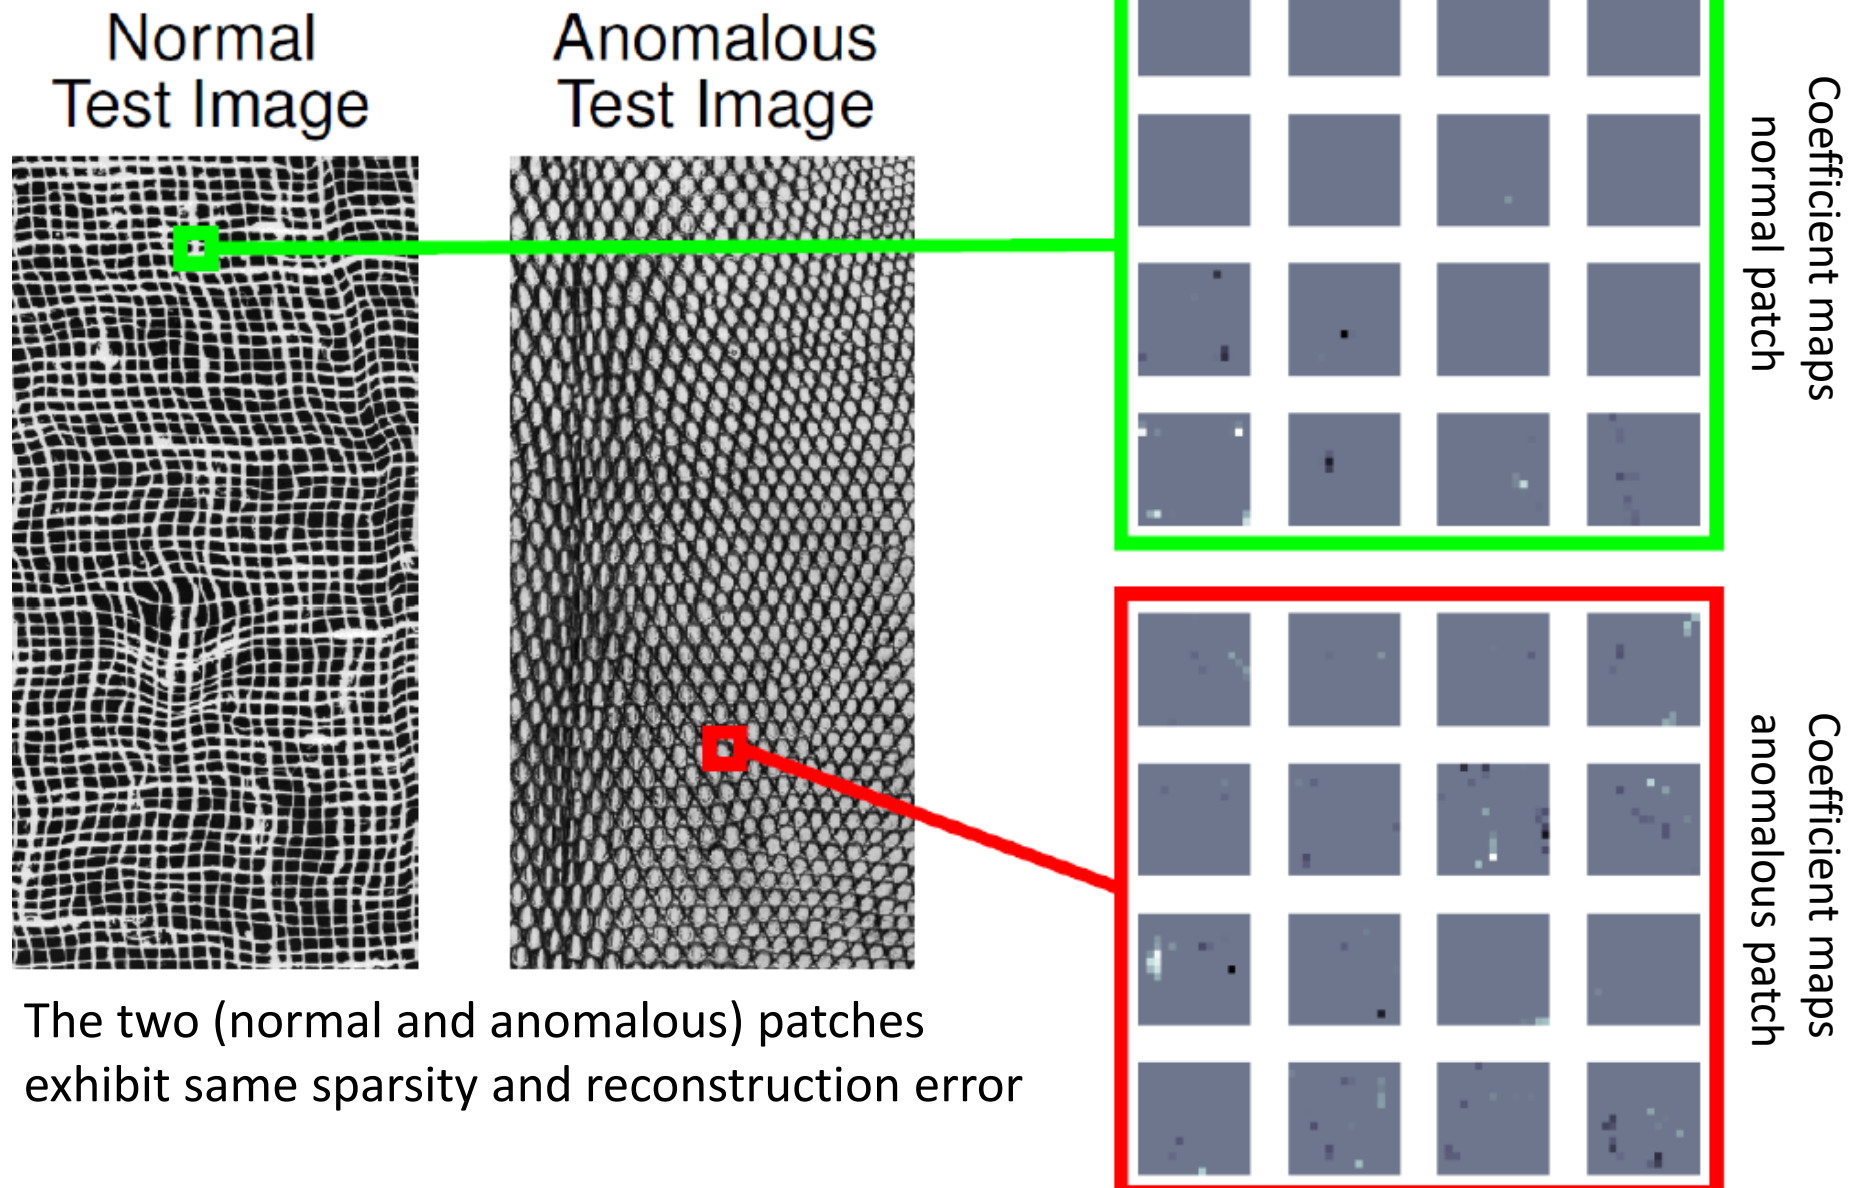 Normal
Test Image
Anomalous
Test Image
Coefficient maps
normal patch
Coefficient maps
anomalous patch
The two (normal and anomalous) patches
exhibit same sparsity and reconstruction error